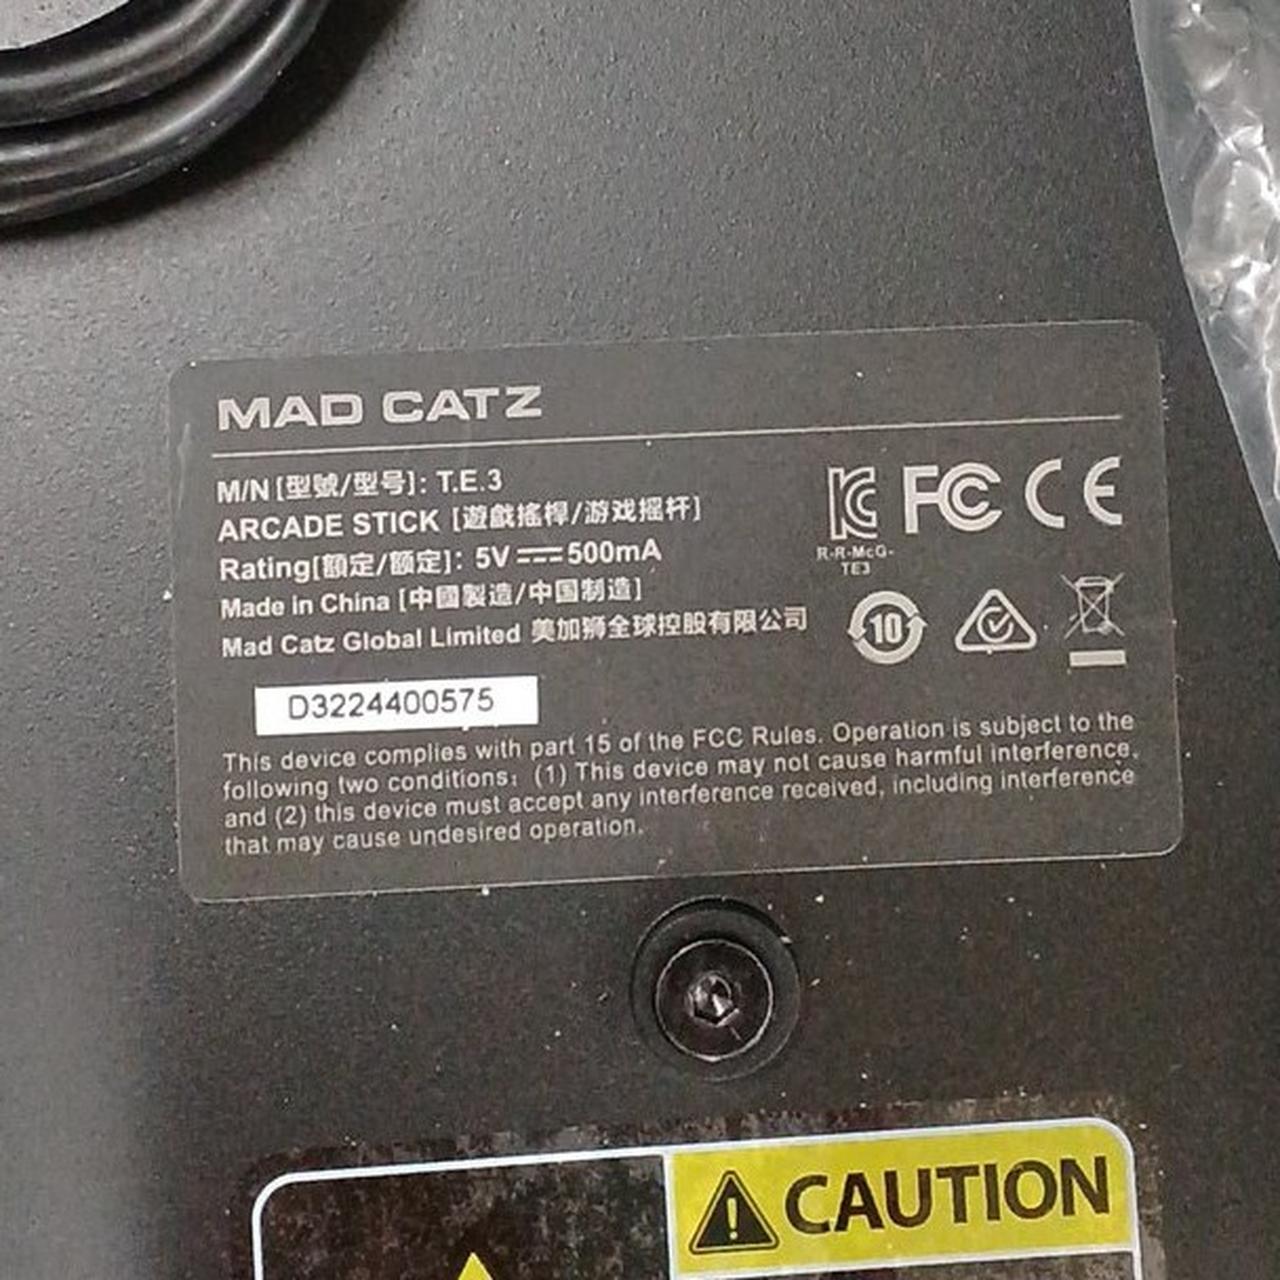 MAD CATZ
M/N [型號/型号]: T.E.3
ARCADE STICK [遊戲搖桿/游戏摇杆]
Rating[額定/额定]: 5V ⎓ 500mA
Made in China [中國製造/中国制造]
Mad Catz Global Limited 美加狮全球控股有限公司
FC CE
R-R-McG-
TE3
10
D3224400575
This device complies with part 15 of the FCC Rules. Operation is subject to the
following two conditions: (1) This device may not cause harmful interference,
and (2) this device must accept any interference received, including interference
that may cause undesired operation.
CAUTION